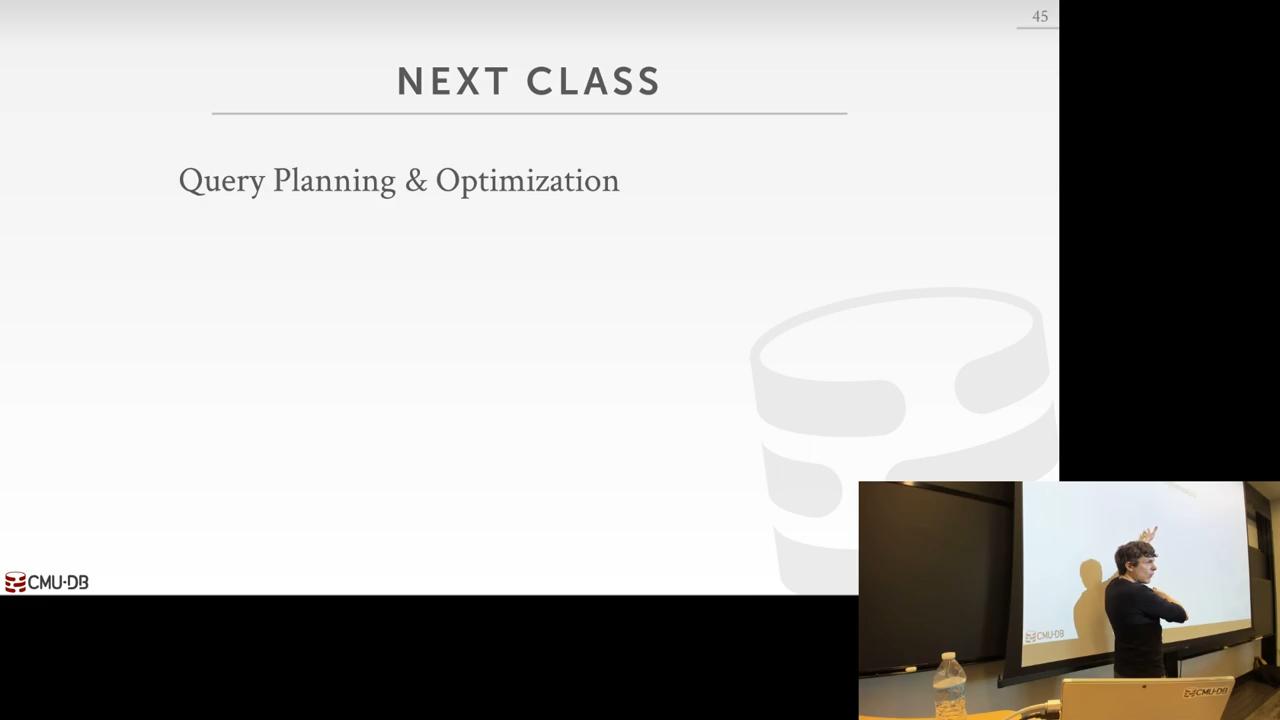 45
NEXT CLASS
Query Planning & Optimization
CMU·DB
CMU·DB
CMU·DB